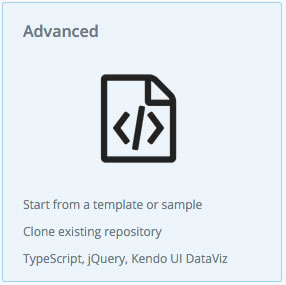 Advanced
Start from a template or sample
Clone existing repository
TypeScript, jQuery, Kendo UI DataViz